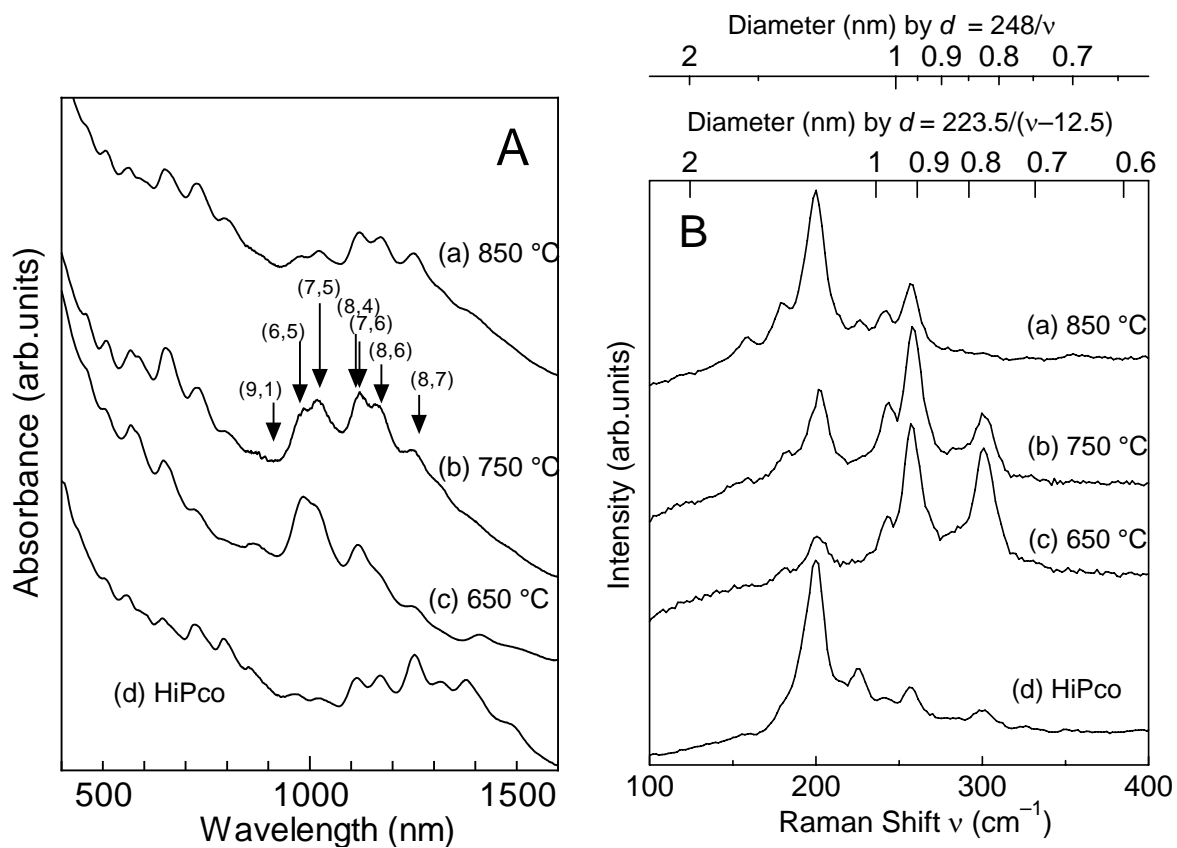 A
Absorbance (arb.units)
(a) 850 °C
(7,5)
(8,4)
(6,5)
(7,6)
(8,6)
(9,1)
(8,7)
(b) 750 °C
(c) 650 °C
(d) HiPco
500 1000 1500
Wavelength (nm)
Diameter (nm) by d = 248/ν
2 1 0.9 0.8 0.7
Diameter (nm) by d = 223.5/(ν–12.5)
2 1 0.9 0.8 0.7 0.6
B
Intensity (arb.units)
(a) 850 °C
(b) 750 °C
(c) 650 °C
(d) HiPco
100 200 300 400
Raman Shift ν (cm⁻¹)